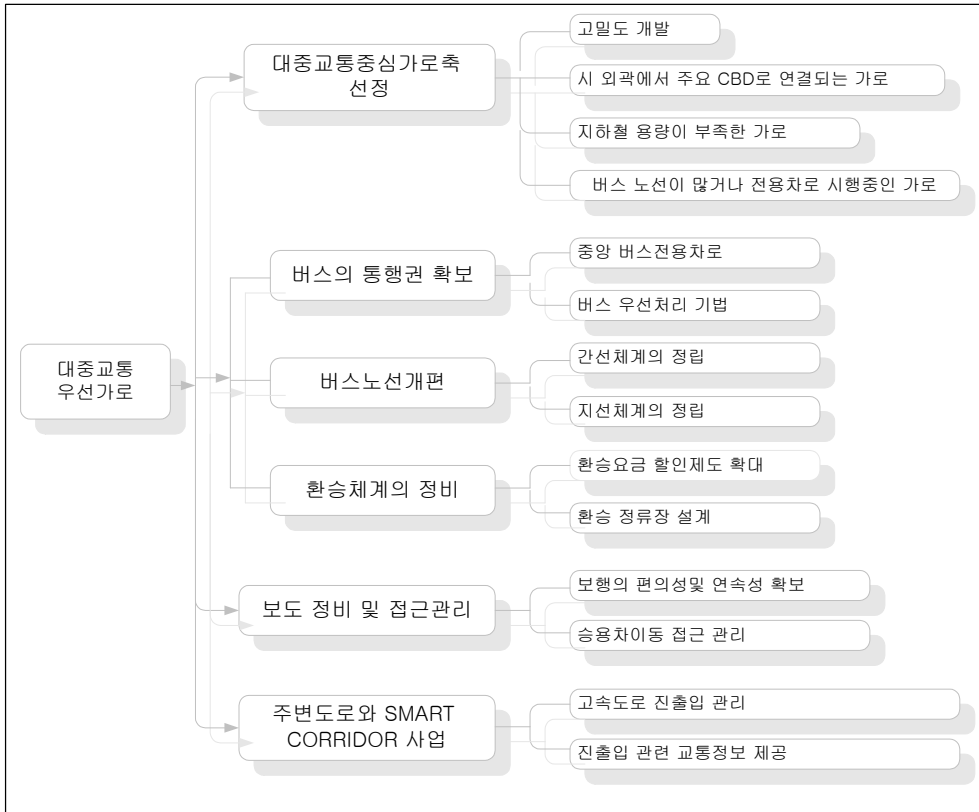 대중교통
우선가로
대중교통중심가로축
선정
고밀도 개발
시 외곽에서 주요 CBD로 연결되는 가로
지하철 용량이 부족한 가로
버스 노선이 많거나 전용차로 시행중인 가로
버스의 통행권 확보
중앙 버스전용차로
버스 우선처리 기법
버스노선개편
간선체계의 정립
지선체계의 정립
환승체계의 정비
환승요금 할인제도 확대
환승 정류장 설계
보도 정비 및 접근관리
보행의 편의성및 연속성 확보
승용차이동 접근 관리
주변도로와 SMART
CORRIDOR 사업
고속도로 진출입 관리
진출입 관련 교통정보 제공